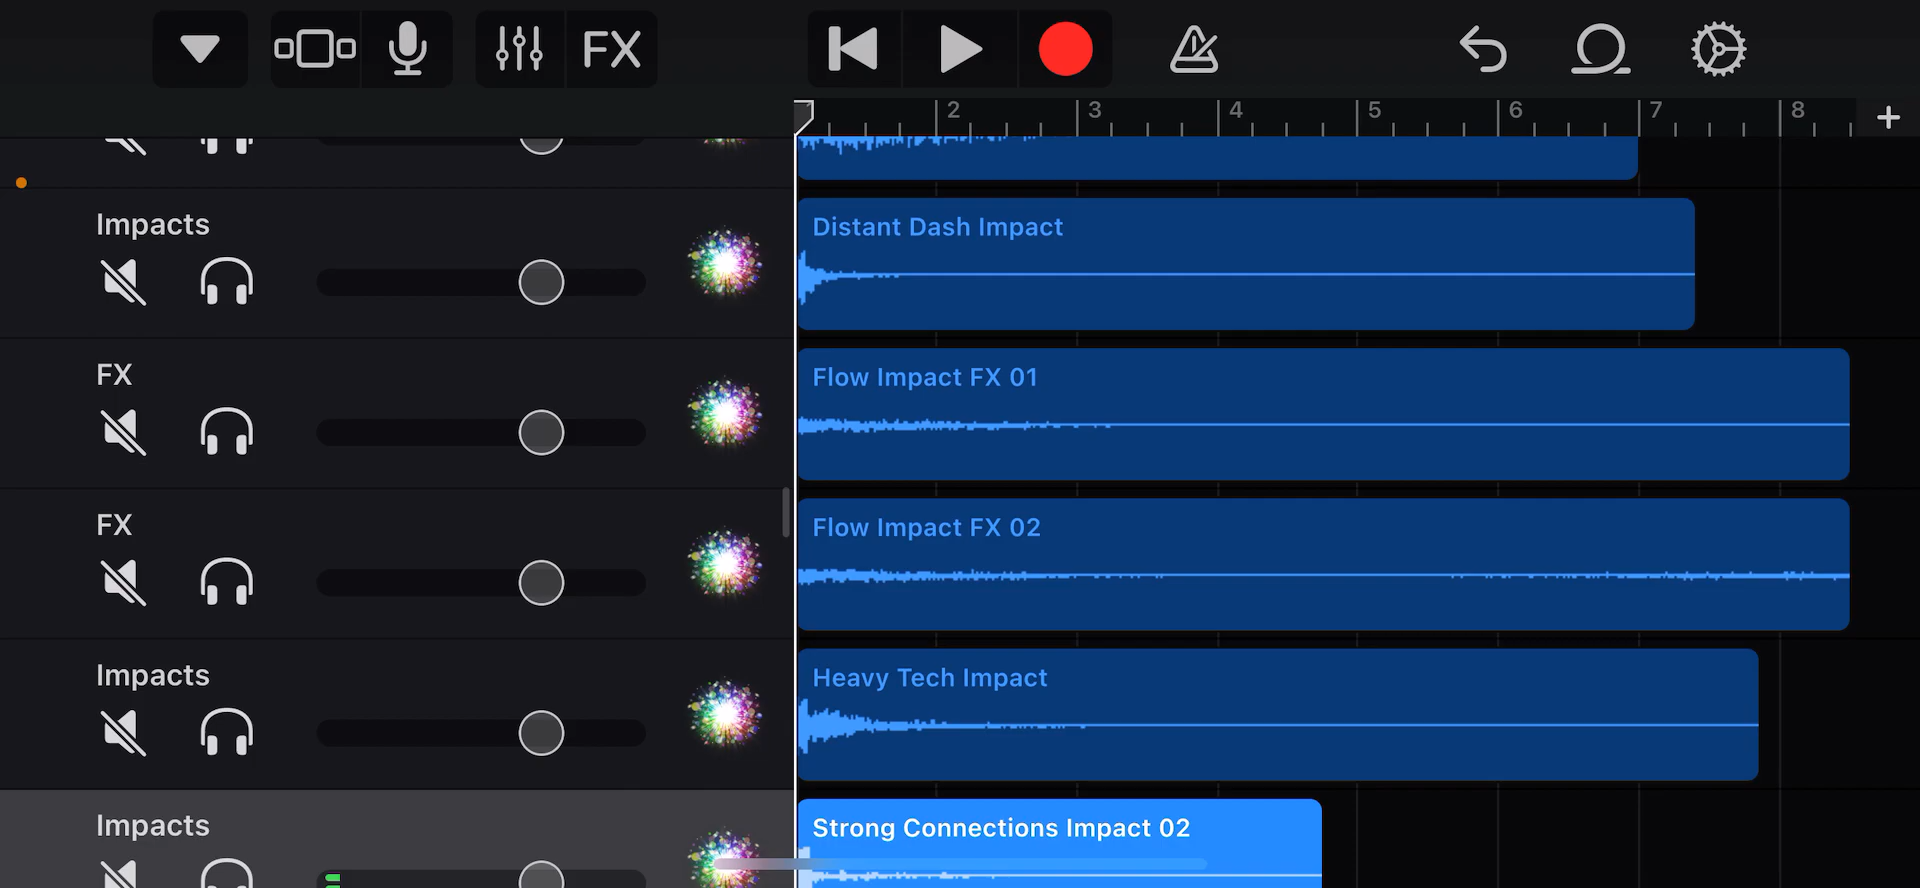 FX
2 3 4 5 6 7 8 +
Impacts
Distant Dash Impact
FX
Flow Impact FX 01
FX
Flow Impact FX 02
Impacts
Heavy Tech Impact
Impacts
Strong Connections Impact 02